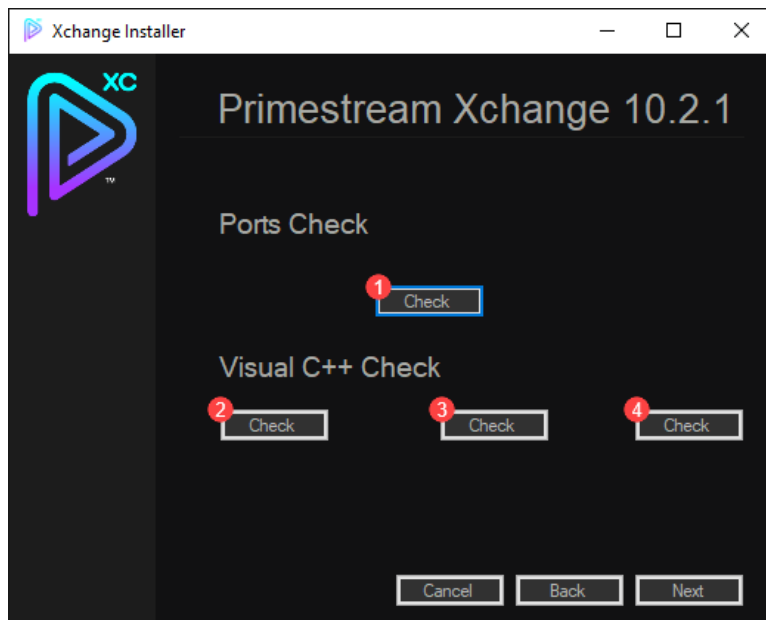 Xchange Installer
XC
TM
Primestream Xchange 10.2.1
Ports Check
1 Check
Visual C++ Check
2 Check 3 Check 4 Check
Cancel Back Next